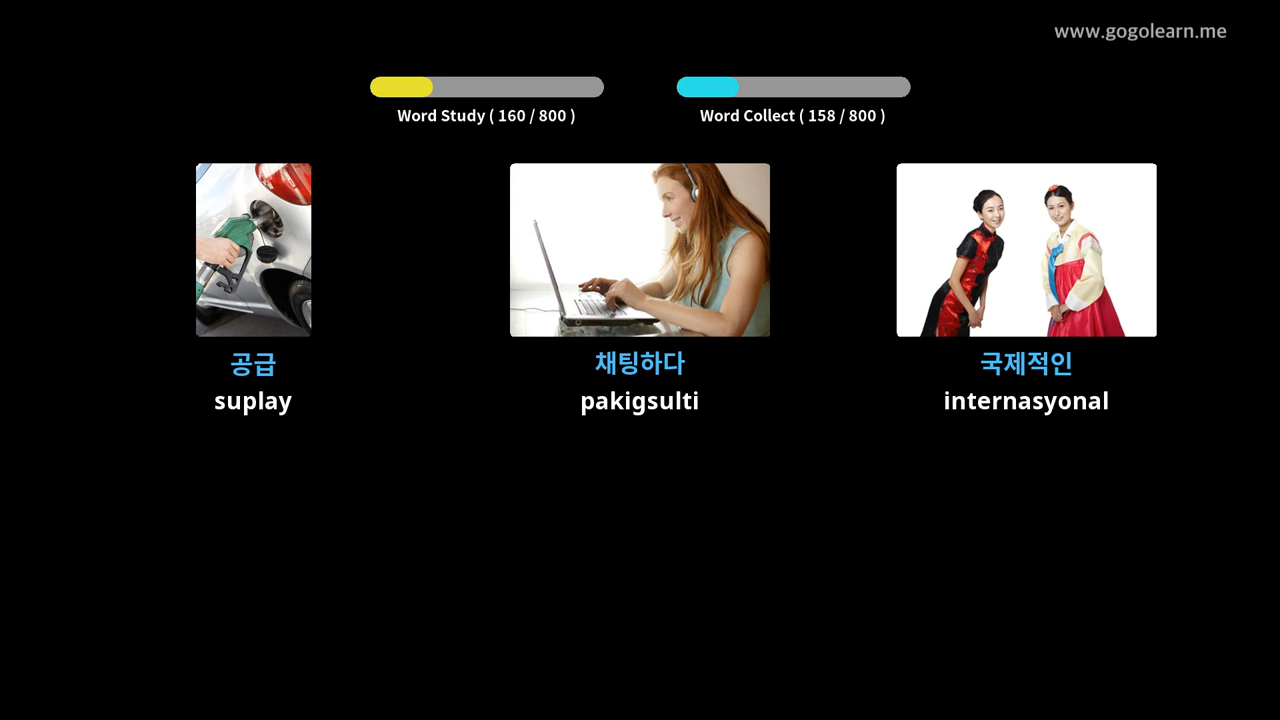 www.gogolearn.me
Word Study ( 160 / 800 )
Word Collect ( 158 / 800 )
공급
suplay
채팅하다
pakigsulti
국제적인
internasyonal